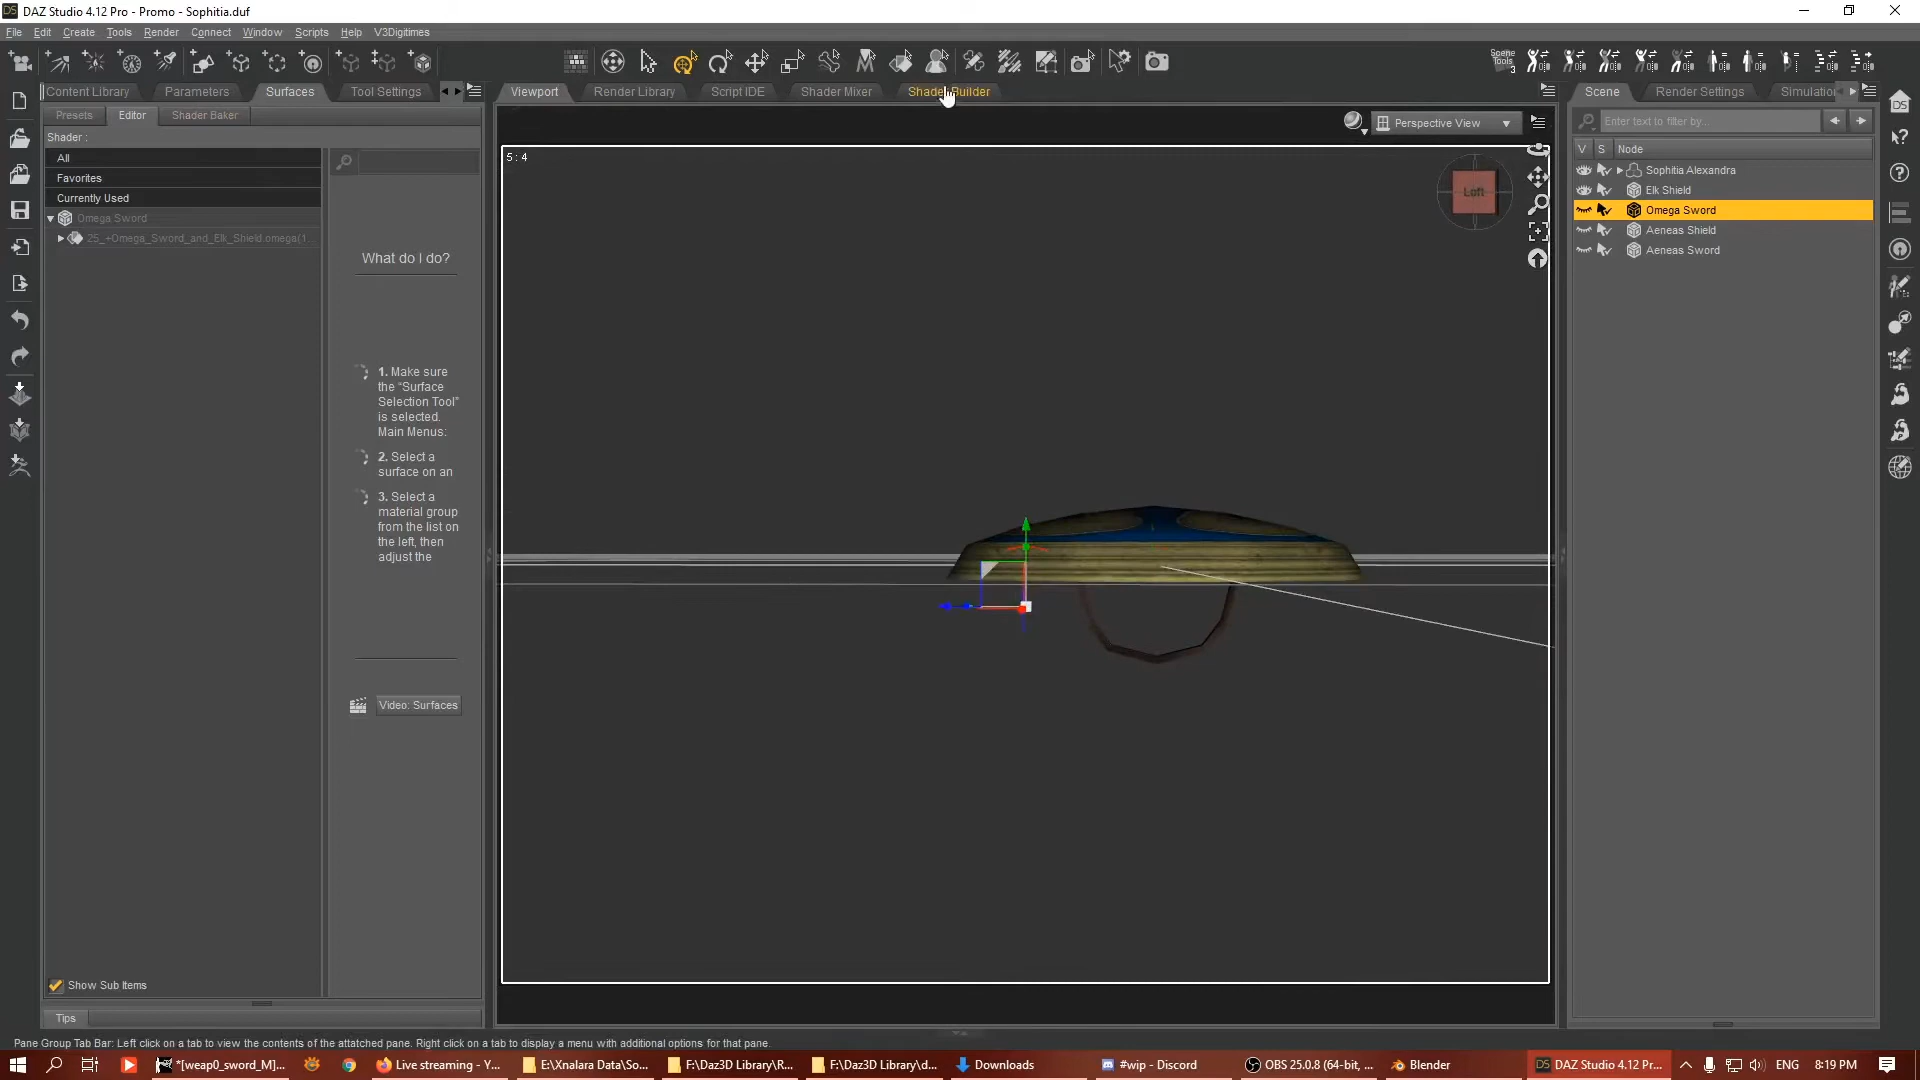 DAZ Studio 4.12 Pro - Promo - Sophitia.duf
File Edit Create Tools Render Connect Window Scripts Help V3Digitimes
Scene Tools 3
Content Library Parameters Surfaces Tool Settings
Viewport Render Library Script IDE Shader Mixer Builder
Scene Render Settings
Presets Editor Shader Baker
Perspective View
Enter text to filter by...
Shader :
V S Node
All
5 : 4
Favorites
Currently Used
Omega Sword
25_+Omega_Sword_and_Elk_Shield.omega(1...
Left
Sophitia Alexandra
Elk Shield
Omega Sword
Aeneas Shield
Aeneas Sword
What do I do?
1. Make sure
the "Surface
Selection Tool"
is selected.
Main Menus:
2. Select a
surface on an
3. Select a
material group
from the list on
the left, then
adjust the
Video: Surfaces
Show Sub Items
Tips
Pane Group Tab Bar: Left click on a tab to view the contents of the attatched pane. Right click on a tab to display a menu with additional options for that pane.
*[weap0_sword_M]... Live streaming - Y... E:\Xnalara Data\So... F:\Daz3D Library\R... F:\Daz3D Library\d... Downloads #wip - Discord OBS 25.0.8 (64-bit, ... Blender DAZ Studio 4.12 Pr... ENG 8:19 PM